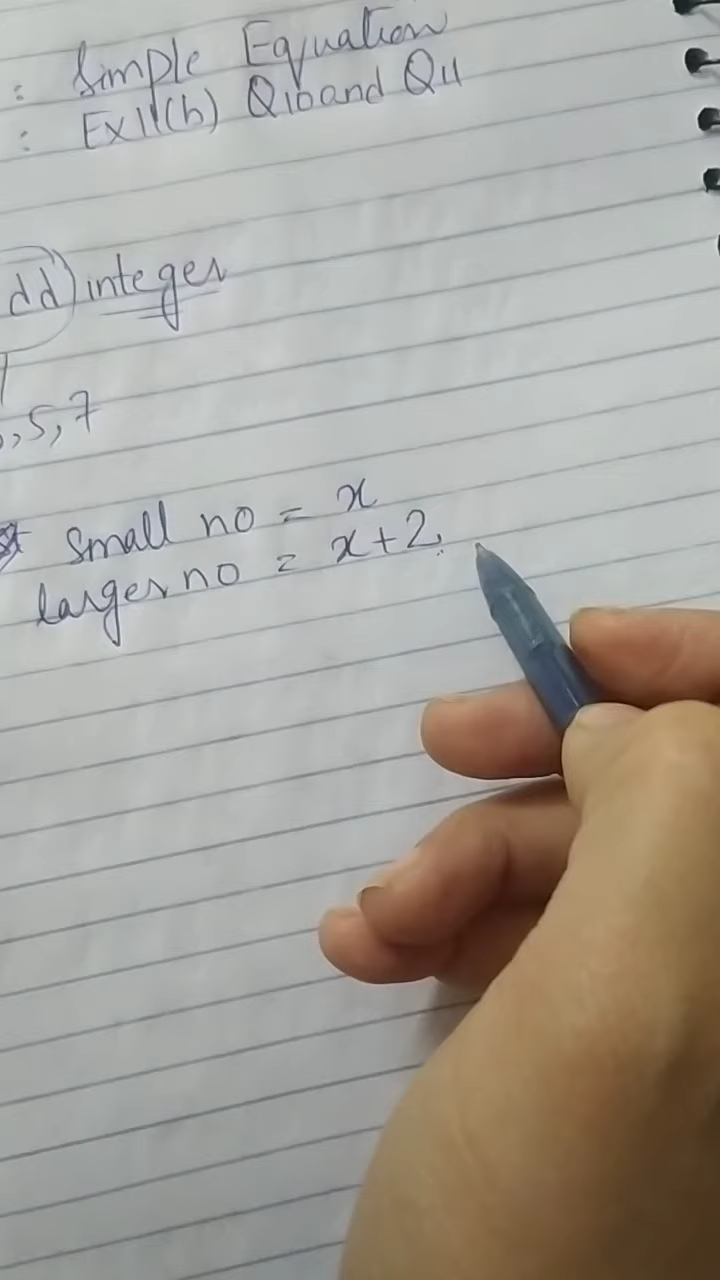 : Simple Equation
: Ex 11(h) Q10 and Q11
dd integer
, 5, 7
small no = x
larger no = x+2